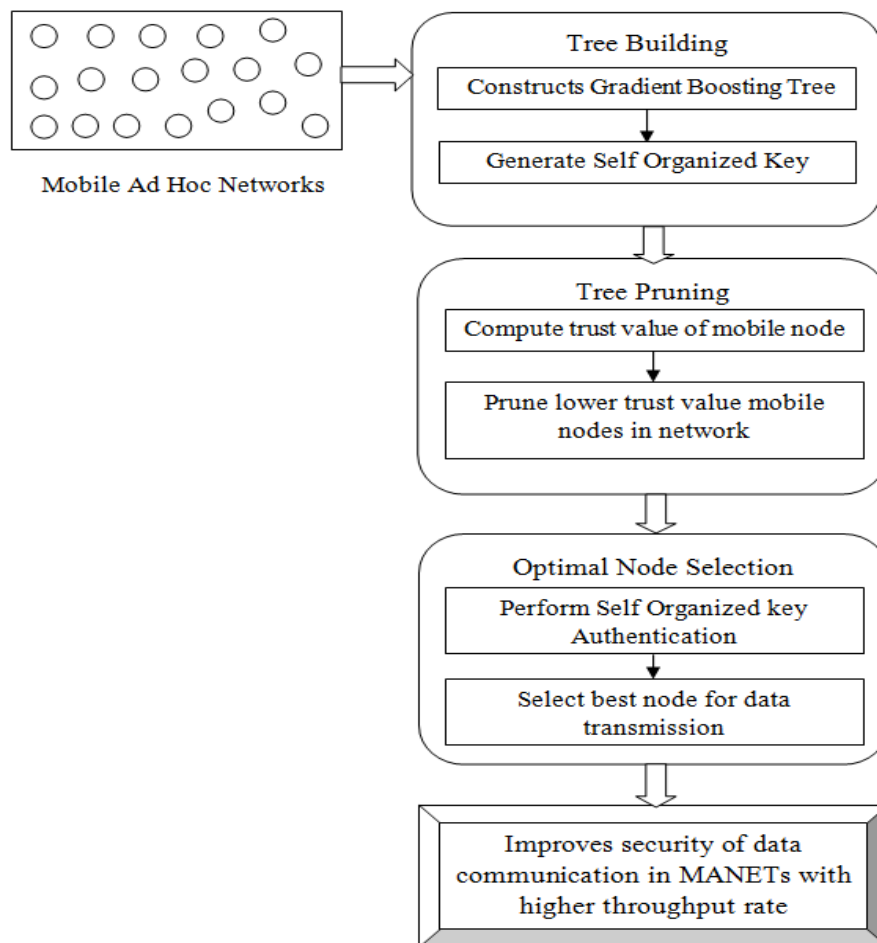 Mobile Ad Hoc Networks
Tree Building
Constructs Gradient Boosting Tree
Generate Self Organized Key
Tree Pruning
Compute trust value of mobile node
Prune lower trust value mobile
nodes in network
Optimal Node Selection
Perform Self Organized key
Authentication
Select best node for data
transmission
Improves security of data
communication in MANETs with
higher throughput rate